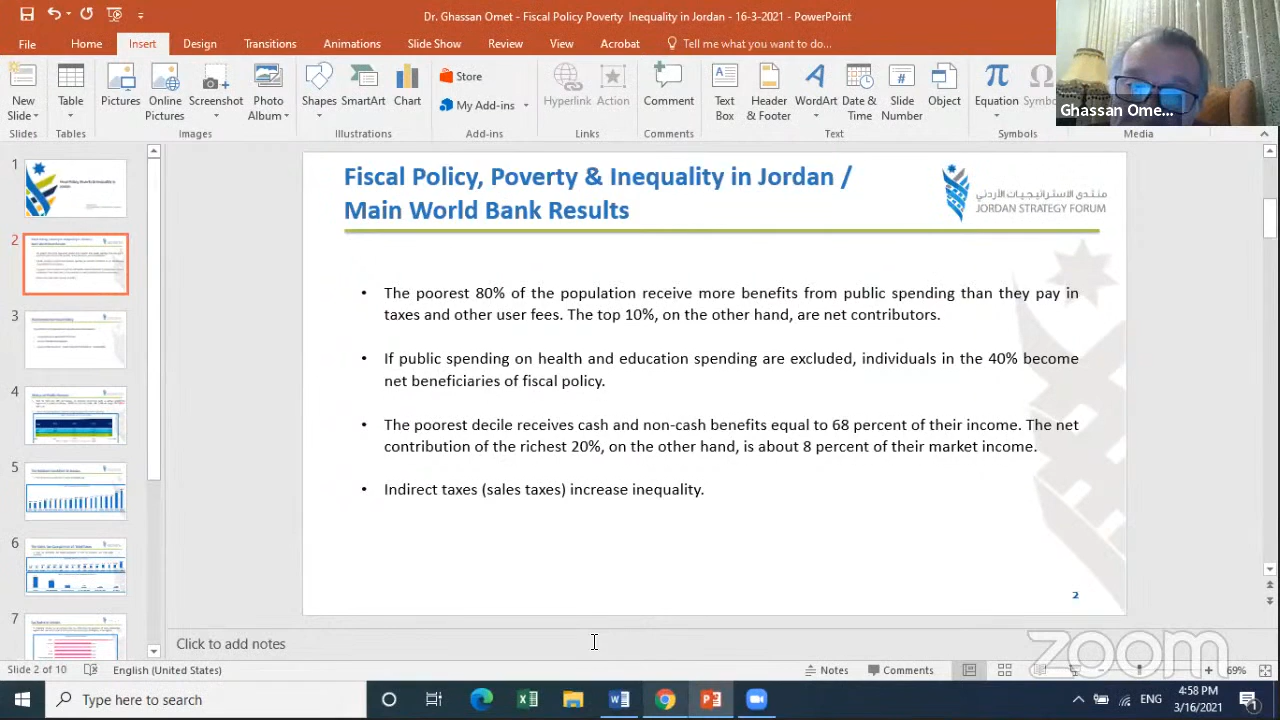 Dr. Ghassan Omet - Fiscal Policy Poverty Inequality in Jordan - 16-3-2021 - PowerPoint
File Home Insert Design Transitions Animations Slide Show Review View Acrobat Tell me what you want to do...
New Slide
Table
Pictures
Online Pictures
Screenshot
Photo Album
Shapes
SmartArt
Chart
Store
My Add-ins
Hyperlink
Action
Comment
Text Box
Header & Footer
WordArt
Date & Time
Slide Number
Object
Equation
Slides Tables Images Illustrations Add-ins Links Comments Text Symbols Media
Ghassan Ome...
1
2
3
4
5
6
7
Fiscal Policy, Poverty & Inequality in Jordan /
Main World Bank Results
منتدى الاستراتيجيات الأردني
JORDAN STRATEGY FORUM
• The poorest 80% of the population receive more benefits from public spending than they pay in
taxes and other user fees. The top 10%, on the other hand, are net contributors.
• If public spending on health and education spending are excluded, individuals in the 40% become
net beneficiaries of fiscal policy.
• The poorest decile receives cash and non-cash benefits equal to 68 percent of their income. The net
contribution of the richest 20%, on the other hand, is about 8 percent of their market income.
• Indirect taxes (sales taxes) increase inequality.
2
Click to add notes
zoom
Slide 2 of 10 English (United States) Notes Comments 69%
Type here to search
ENG
4:58 PM
3/16/2021
1